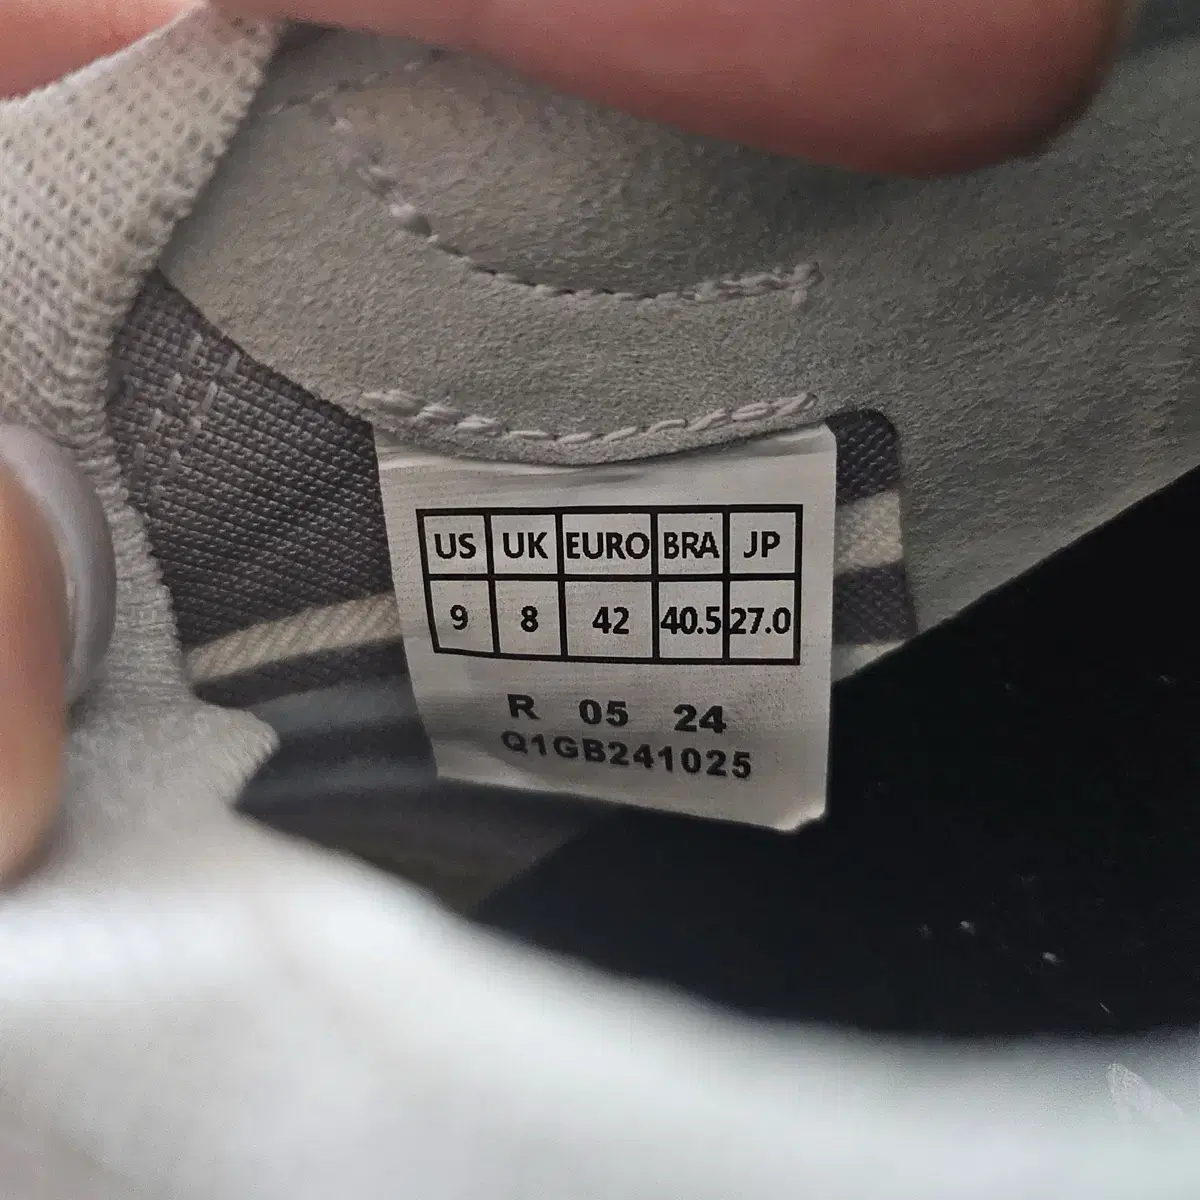 US UK EURO BRA JP
9 8 42 40.5 27.0
R 05 24
Q1GB241025